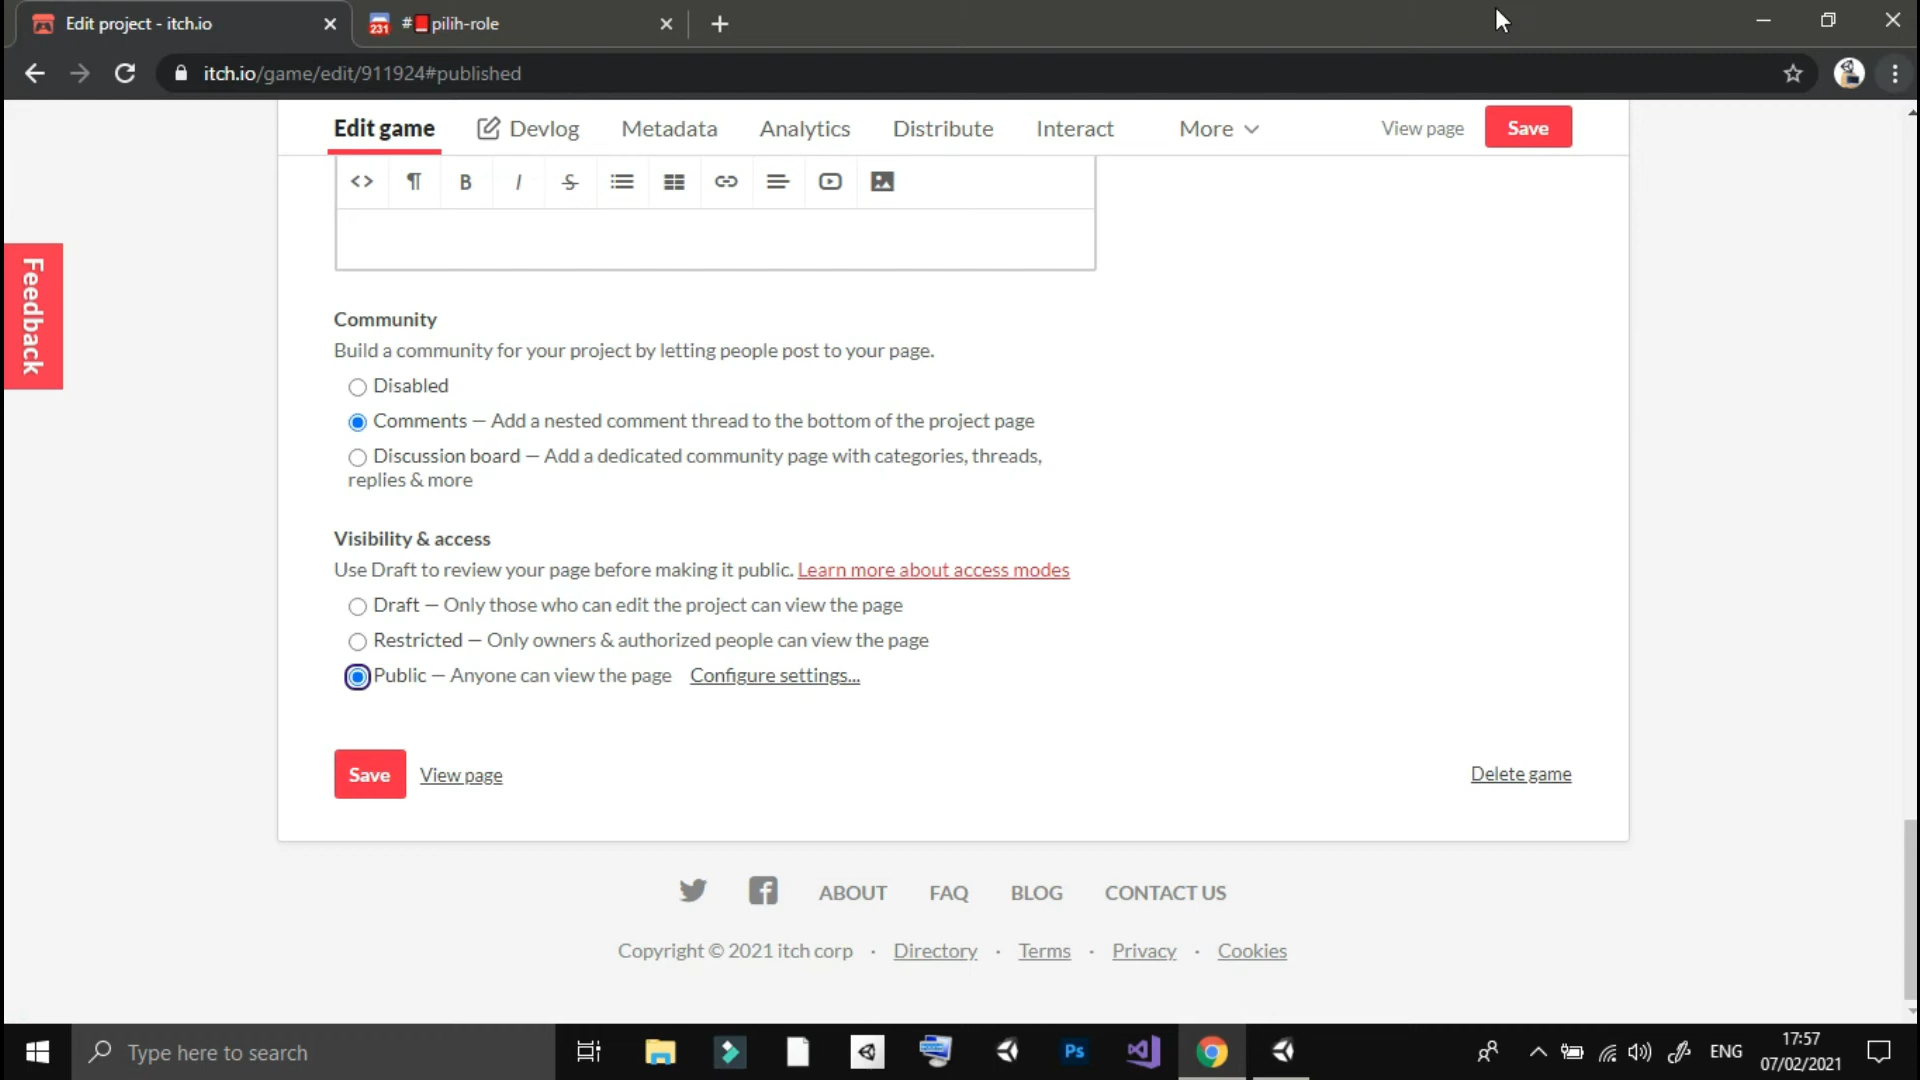 Edit project - itch.io
231
#pilih-role
itch.io/game/edit/911924#published
Edit game
Devlog
Metadata
Analytics
Distribute
Interact
More
View page
Save
Feedback
Community
Build a community for your project by letting people post to your page.
Disabled
Comments — Add a nested comment thread to the bottom of the project page
Discussion board — Add a dedicated community page with categories, threads,
replies & more
Visibility & access
Use Draft to review your page before making it public. Learn more about access modes
Draft — Only those who can edit the project can view the page
Restricted — Only owners & authorized people can view the page
Public — Anyone can view the page Configure settings...
Save
View page
Delete game
ABOUT
FAQ
BLOG
CONTACT US
Copyright © 2021 itch corp · Directory · Terms · Privacy · Cookies
Type here to search
Ps
ENG
17:57
07/02/2021